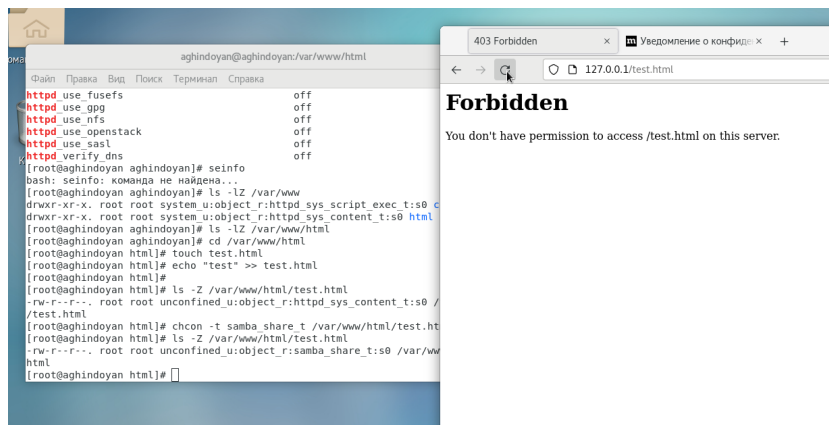 aghindoyan@aghindoyan:/var/www/html
Файл Правка Вид Поиск Терминал Справка
httpd_use_fusefs off
httpd_use_gpg off
httpd_use_nfs off
httpd_use_openstack off
httpd_use_sasl off
httpd_verify_dns off
[root@aghindoyan aghindoyan]# seinfo
bash: seinfo: команда не найдена...
[root@aghindoyan aghindoyan]# ls -lZ /var/www
drwxr-xr-x. root root system_u:object_r:httpd_sys_script_exec_t:s0 c
drwxr-xr-x. root root system_u:object_r:httpd_sys_content_t:s0 html
[root@aghindoyan aghindoyan]# ls -lZ /var/www/html
[root@aghindoyan aghindoyan]# cd /var/www/html
[root@aghindoyan html]# touch test.html
[root@aghindoyan html]# echo "test" >> test.html
[root@aghindoyan html]#
[root@aghindoyan html]# ls -Z /var/www/html/test.html
-rw-r--r--. root root unconfined_u:object_r:httpd_sys_content_t:s0 /
/test.html
[root@aghindoyan html]# chcon -t samba_share_t /var/www/html/test.ht
[root@aghindoyan html]# ls -Z /var/www/html/test.html
-rw-r--r--. root root unconfined_u:object_r:samba_share_t:s0 /var/ww
html
[root@aghindoyan html]#
403 Forbidden
m Уведомление о конфиде
127.0.0.1/test.html
Forbidden
You don't have permission to access /test.html on this server.